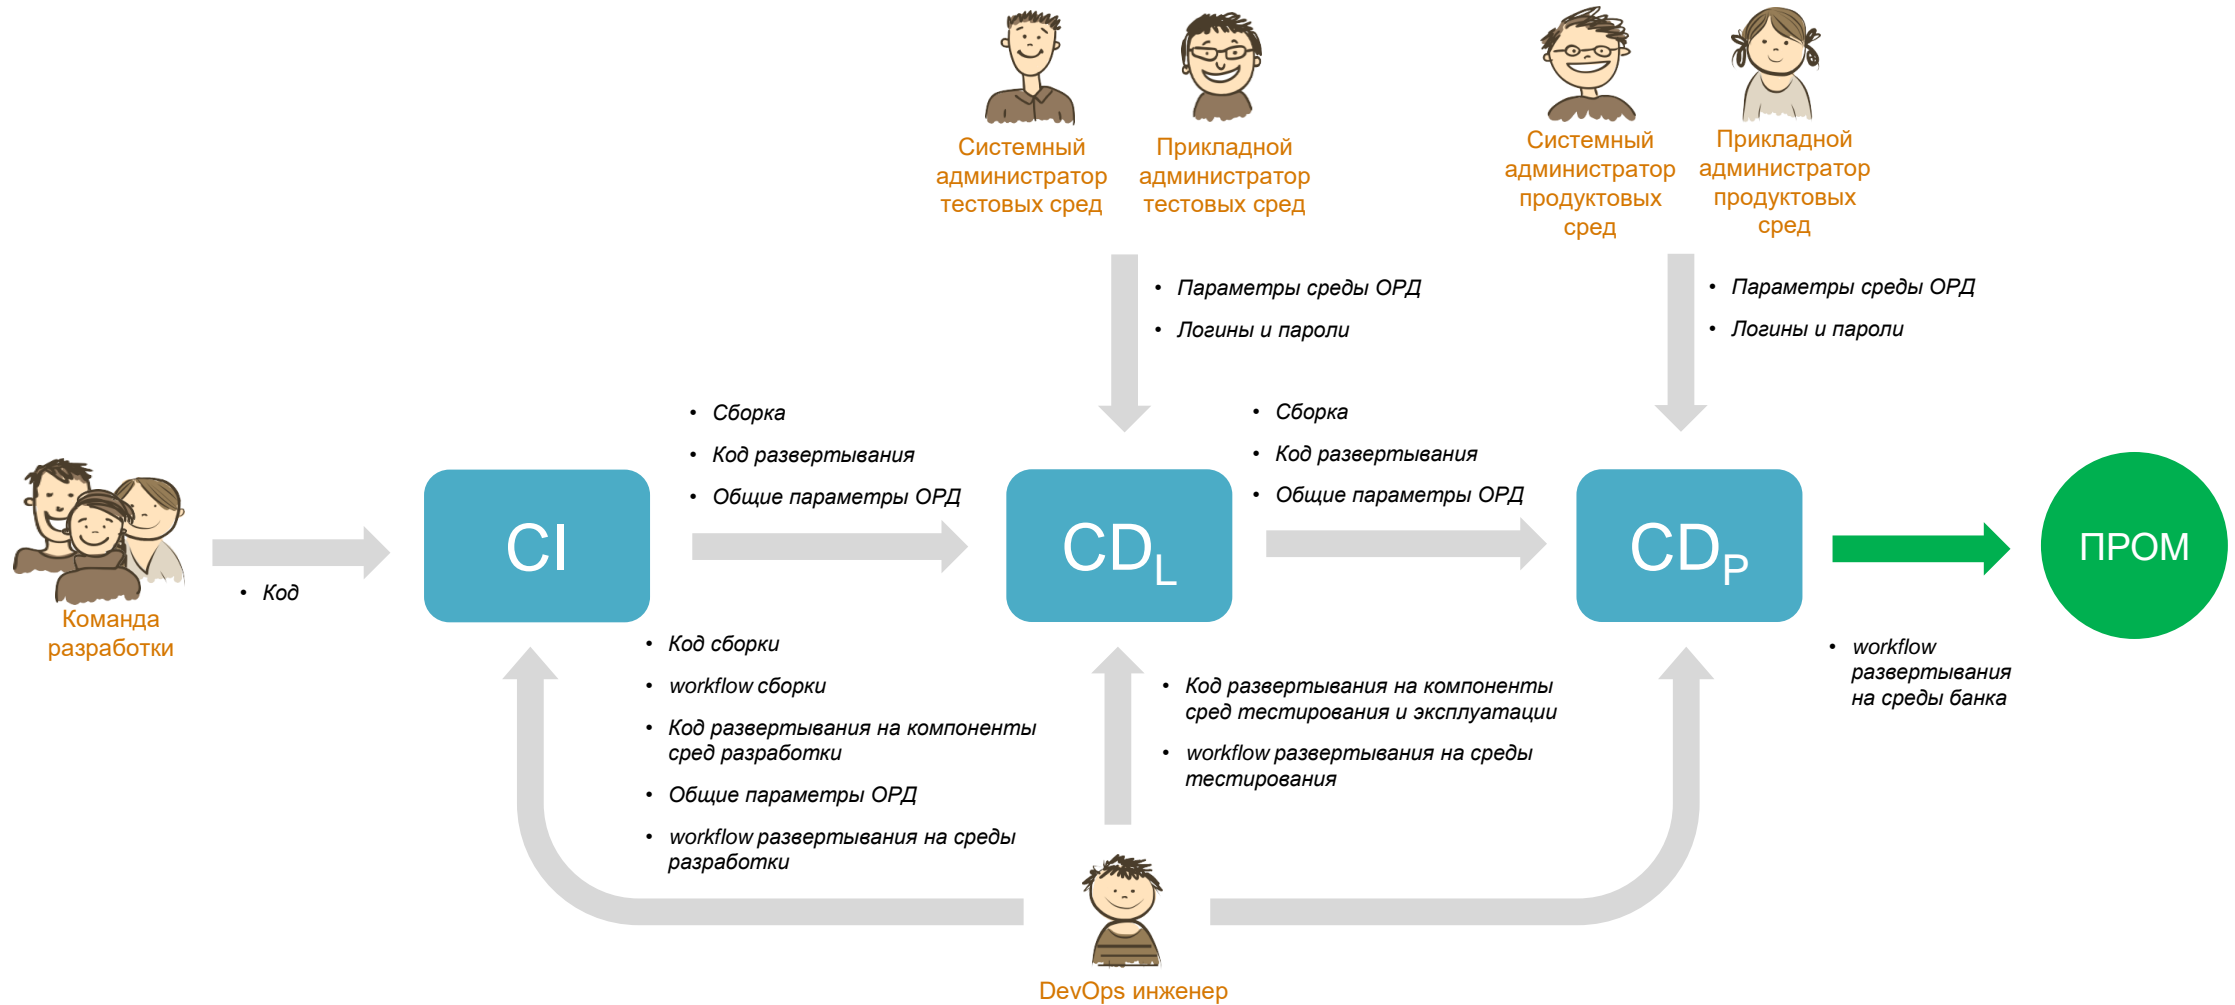 Системный
администратор
тестовых сред
Прикладной
администратор
тестовых сред
Системный
администратор
продуктовых
сред
Прикладной
администратор
продуктовых
сред
• Параметры среды ОРД
• Логины и пароли
• Параметры среды ОРД
• Логины и пароли
• Сборка
• Код развертывания
• Общие параметры ОРД
• Сборка
• Код развертывания
• Общие параметры ОРД
Команда
разработки
• Код
CI
CDL
CDP
ПРОМ
• Код сборки
• workflow сборки
• Код развертывания на компоненты
сред разработки
• Общие параметры ОРД
• workflow развертывания на среды
разработки
• Код развертывания на компоненты
сред тестирования и эксплуатации
• workflow развертывания на среды
тестирования
• workflow
развертывания
на среды банка
DevOps инженер